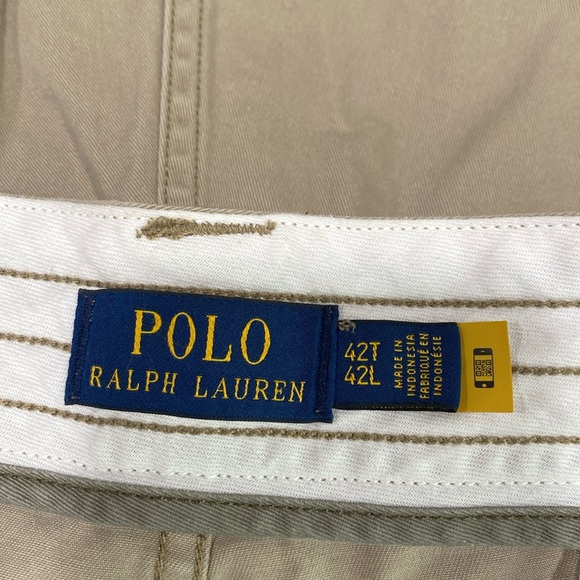 POLO
RALPH LAUREN
42T
42L
MADE IN
INDONESIA
FABRIQUÉ EN
INDONÉSIE